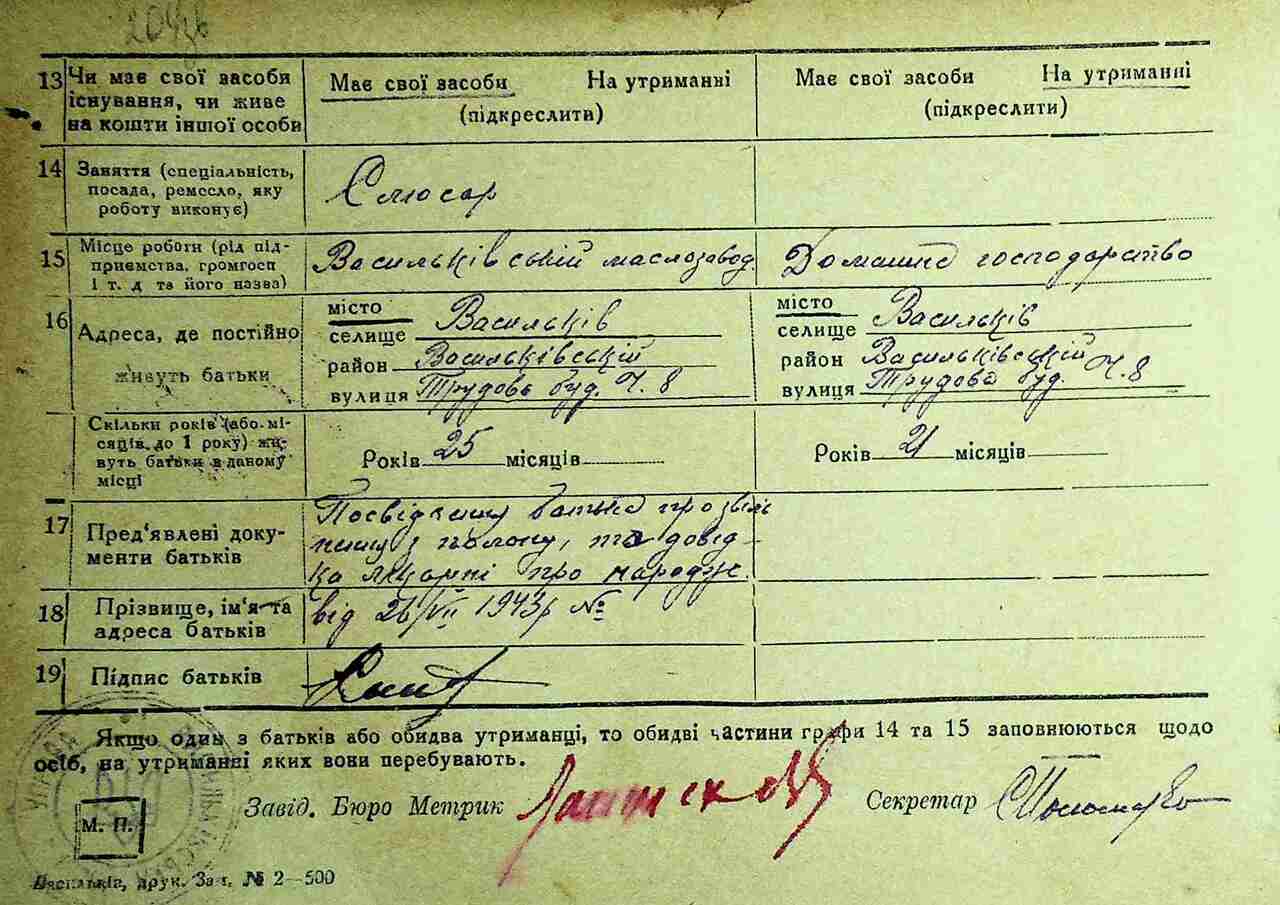 13 Чи має свої засоби існування, чи живе на кошти іншої особи
Має свої засоби На утриманні
(підкреслити)
Має свої засоби На утриманні
(підкреслити)
14 Заняття (спеціальність, посада, ремесло, яку роботу виконує)
Слюсар
15 Місце роботи (рід підприємства, громгосп і т. д та його назва)
Васильківський маслозавод.
Домашнє господарство
16 Адреса, де постійно живуть батьки
місто
селище Васильків
район Васильківський
вулиця Трудова буд. Ч. 8
місто
селище Васильків
район Васильківський
вулиця Трудова буд. Ч. 8
Скільки років (або місяців до 1 року) живуть батьки в даному місці
Років 25 місяців
Років 21 місяців
17 Пред'явлені документи батьків
Посвідчення батька про звіль
нення з полону, та довід-
ка лікарні про народж.
18 Прізвище, ім'я та адреса батьків
від 26/VII 1943р №
19 Підпис батьків
Якщо один з батьків або обидва утриманці, то обидві частини графи 14 та 15 заповнюються щодо
осіб, на утриманні яких вони перебувають.
Завід. Бюро Метрик
Секретар
М. П.
Васильків, друк. Зам. № 2—500